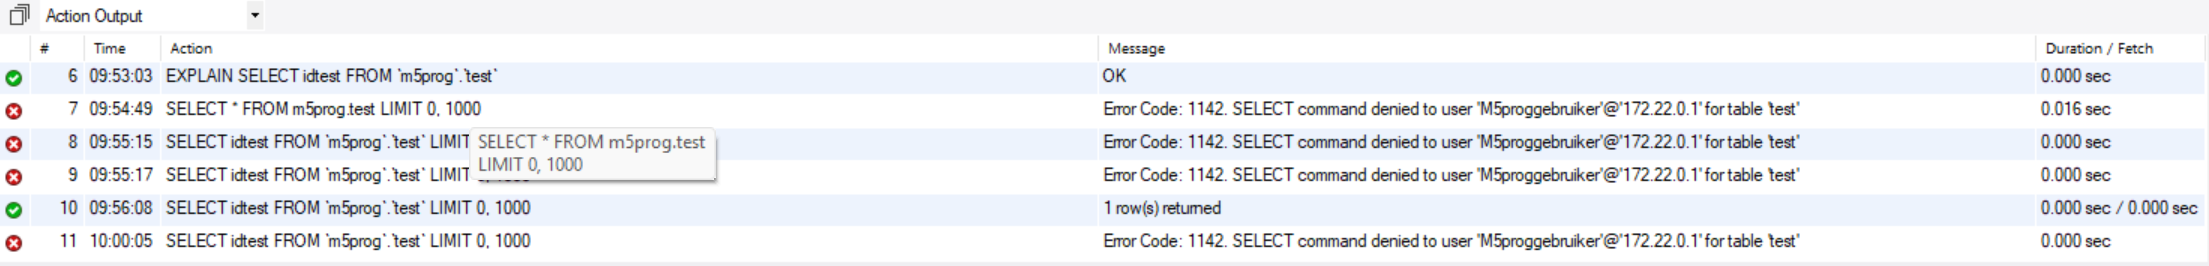 Action Output
# Time Action Message Duration / Fetch
6 09:53:03 EXPLAIN SELECT idtest FROM `m5prog`.`test` OK 0.000 sec
7 09:54:49 SELECT * FROM m5prog.test LIMIT 0, 1000 Error Code: 1142. SELECT command denied to user 'M5proggebruiker'@'172.22.0.1' for table 'test' 0.016 sec
8 09:55:15 SELECT idtest FROM `m5prog`.`test` LIMIT Error Code: 1142. SELECT command denied to user 'M5proggebruiker'@'172.22.0.1' for table 'test' 0.000 sec
SELECT * FROM m5prog.test
LIMIT 0, 1000
9 09:55:17 SELECT idtest FROM `m5prog`.`test` LIMIT Error Code: 1142. SELECT command denied to user 'M5proggebruiker'@'172.22.0.1' for table 'test' 0.000 sec
10 09:56:08 SELECT idtest FROM `m5prog`.`test` LIMIT 0, 1000 1 row(s) returned 0.000 sec / 0.000 sec
11 10:00:05 SELECT idtest FROM `m5prog`.`test` LIMIT 0, 1000 Error Code: 1142. SELECT command denied to user 'M5proggebruiker'@'172.22.0.1' for table 'test' 0.000 sec